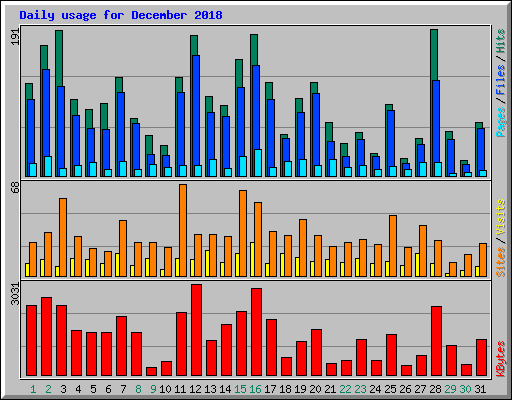 Daily usage for December 2018
191
Pages / Files / Hits
68
Sites / Visits
3031
KBytes
1 2 3 4 5 6 7 8 9 10 11 12 13 14 15 16 17 18 19 20 21 22 23 24 25 26 27 28 29 30 31